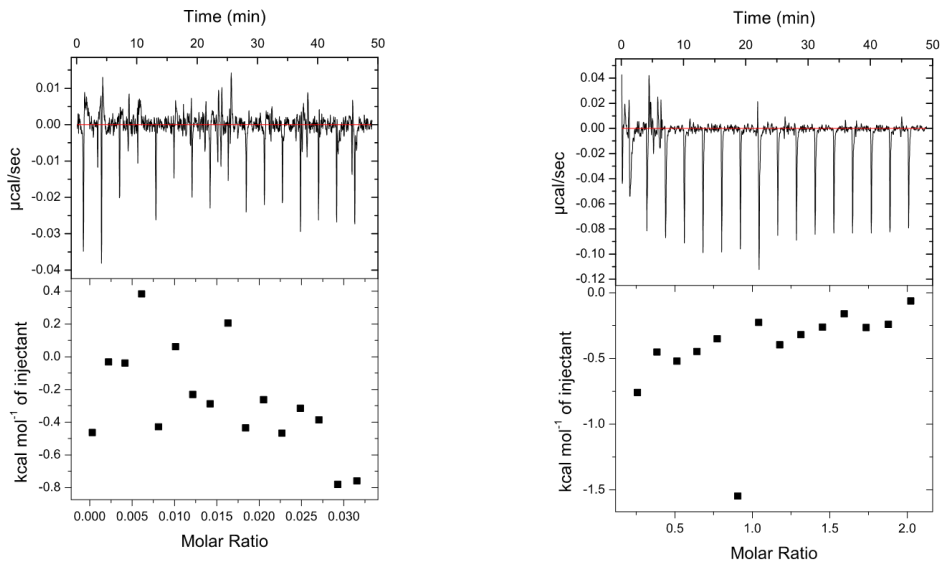 Time (min)
0 10 20 30 40 50
0.01
0.00
-0.01
-0.02
-0.03
-0.04
µcal/sec
0.4
0.2
0.0
-0.2
-0.4
-0.6
-0.8
kcal mol⁻¹ of injectant
0.000 0.005 0.010 0.015 0.020 0.025 0.030
Molar Ratio
Time (min)
0 10 20 30 40 50
0.04
0.02
0.00
-0.02
-0.04
-0.06
-0.08
-0.10
-0.12
µcal/sec
0.0
-0.5
-1.0
-1.5
kcal mol⁻¹ of injectant
0.5 1.0 1.5 2.0
Molar Ratio